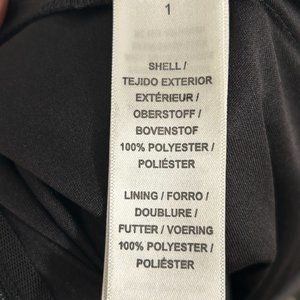 1
SHELL /
TEJIDO EXTERIOR
EXTÉRIEUR /
OBERSTOFF /
BOVENSTOF
100% POLYESTER /
POLIÉSTER
LINING / FORRO /
DOUBLURE /
FUTTER / VOERING
100% POLYESTER /
POLIÉSTER